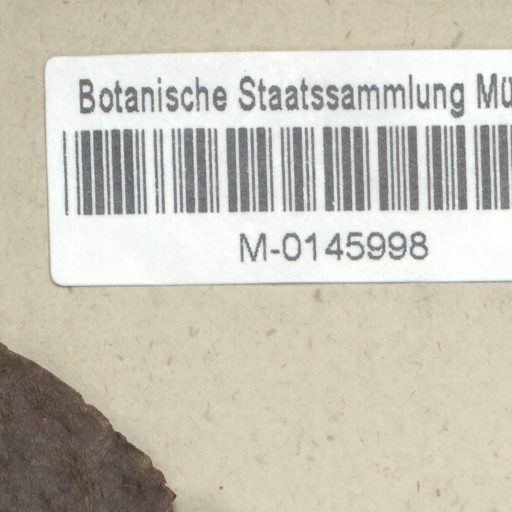 Botanische Staatssammlung Mü
M-0145998